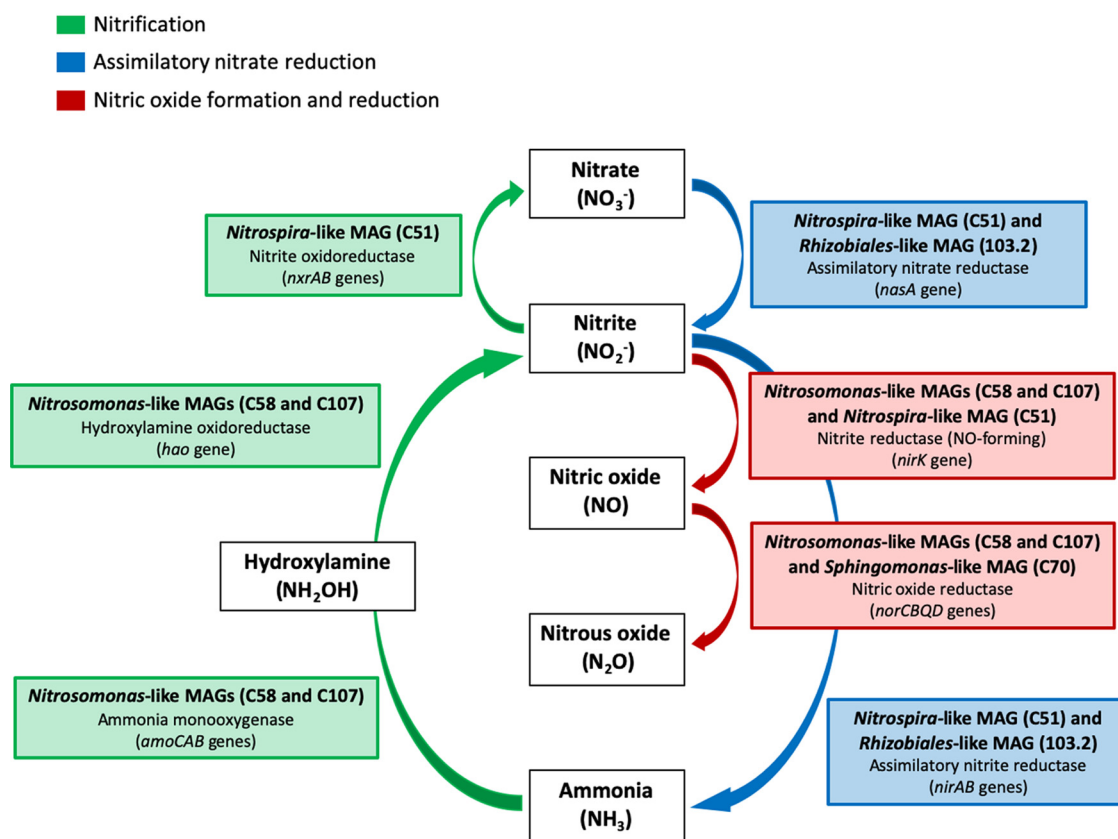 Nitrification
Assimilatory nitrate reduction
Nitric oxide formation and reduction
Nitrate
(NO₃⁻)
Nitrospira-like MAG (C51)
Nitrite oxidoreductase
(nxrAB genes)
Nitrospira-like MAG (C51) and
Rhizobiales-like MAG (103.2)
Assimilatory nitrate reductase
(nasA gene)
Nitrite
(NO₂⁻)
Nitrosomonas-like MAGs (C58 and C107)
Hydroxylamine oxidoreductase
(hao gene)
Nitrosomonas-like MAGs (C58 and C107)
and Nitrospira-like MAG (C51)
Nitrite reductase (NO-forming)
(nirK gene)
Nitric oxide
(NO)
Hydroxylamine
(NH₂OH)
Nitrosomonas-like MAGs (C58 and C107)
and Sphingomonas-like MAG (C70)
Nitric oxide reductase
(norCBQD genes)
Nitrous oxide
(N₂O)
Nitrosomonas-like MAGs (C58 and C107)
Ammonia monooxygenase
(amoCAB genes)
Nitrospira-like MAG (C51) and
Rhizobiales-like MAG (103.2)
Assimilatory nitrite reductase
(nirAB genes)
Ammonia
(NH₃)